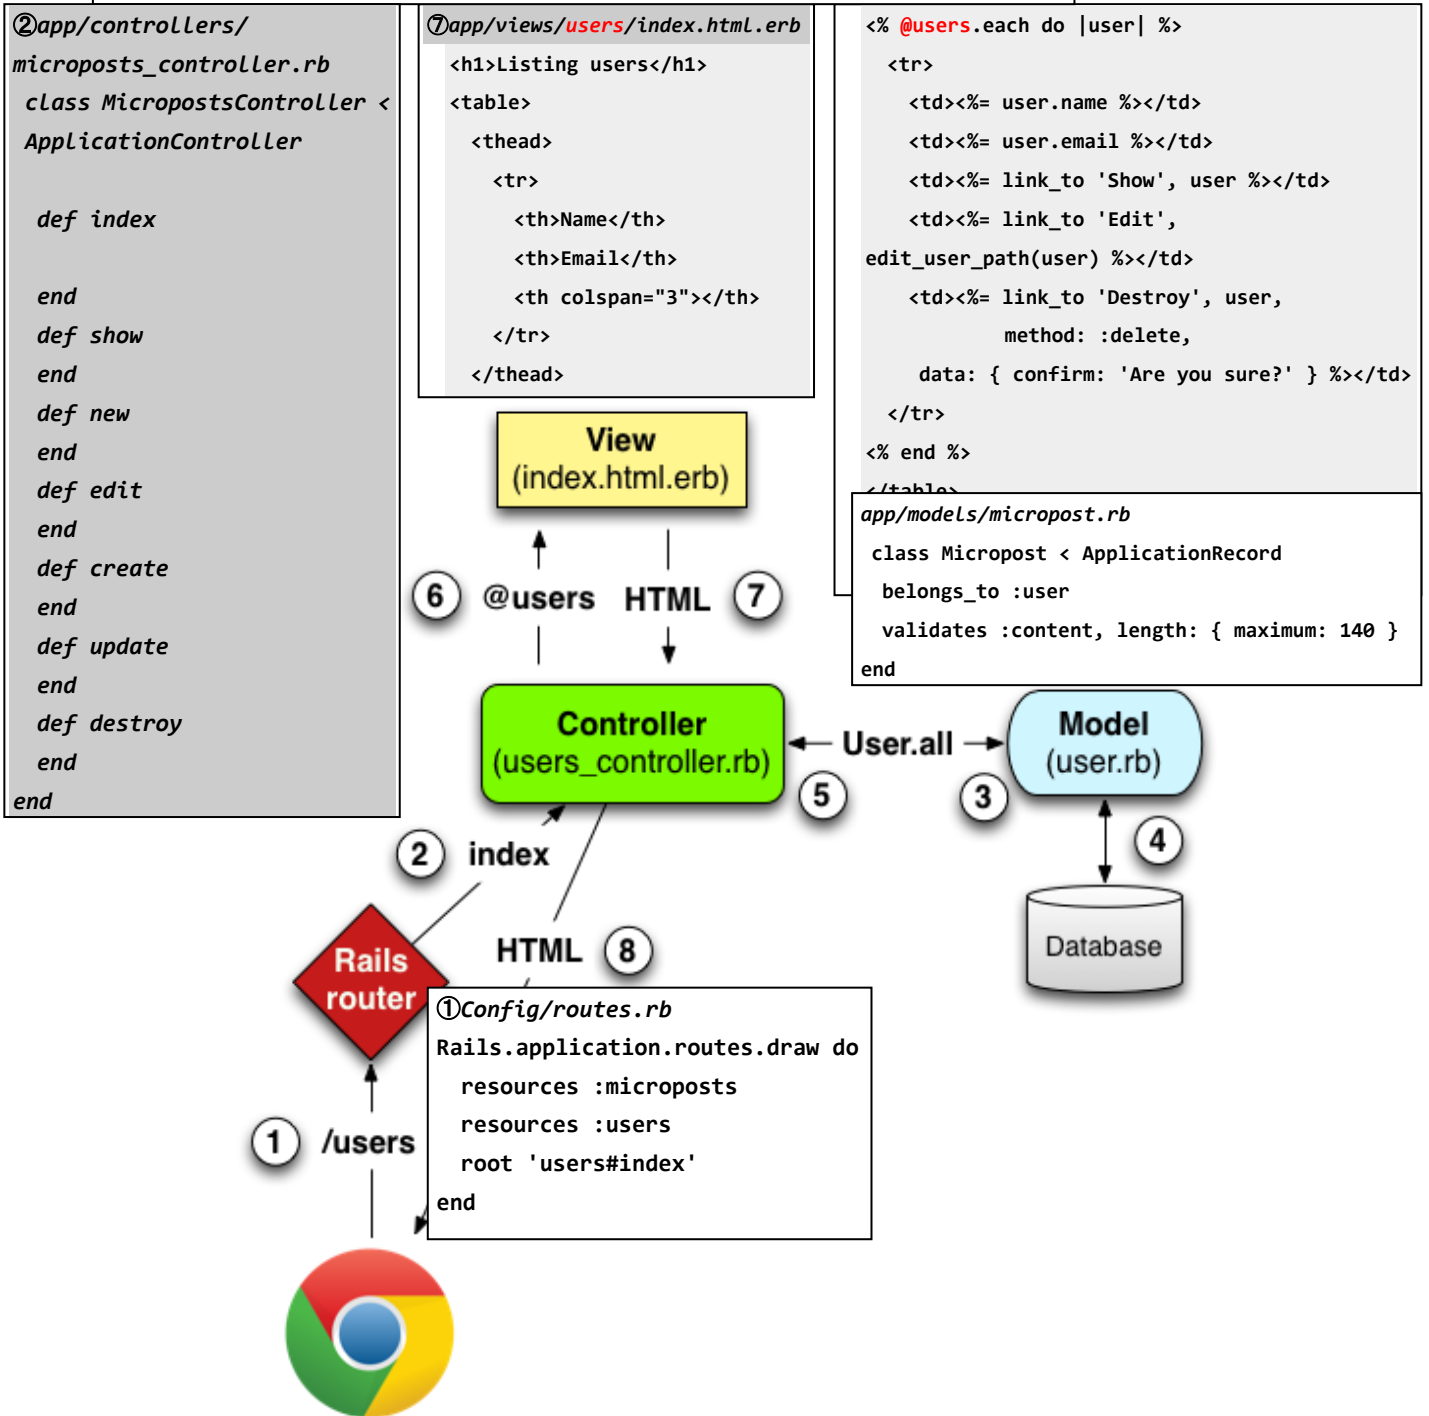 ②app/controllers/
microposts_controller.rb
class MicropostsController <
ApplicationController
def index
end
def show
end
def new
end
def edit
end
def create
end
def update
end
def destroy
end
end
⑦app/views/users/index.html.erb
<h1>Listing users</h1>
<table>
<thead>
<tr>
<th>Name</th>
<th>Email</th>
<th colspan="3"></th>
</tr>
</thead>
<% @users.each do |user| %>
<tr>
<td><%= user.name %></td>
<td><%= user.email %></td>
<td><%= link_to 'Show', user %></td>
<td><%= link_to 'Edit',
edit_user_path(user) %></td>
<td><%= link_to 'Destroy', user,
method: :delete,
data: { confirm: 'Are you sure?' } %></td>
</tr>
<% end %>
</table>
app/models/micropost.rb
class Micropost < ApplicationRecord
belongs_to :user
validates :content, length: { maximum: 140 }
end
View
(index.html.erb)
6 @users HTML 7
Controller
(users_controller.rb)
User.all
5
3
Model
(user.rb)
4
Database
2 index
HTML 8
Rails
router
①Config/routes.rb
Rails.application.routes.draw do
resources :microposts
resources :users
root 'users#index'
end
1 /users